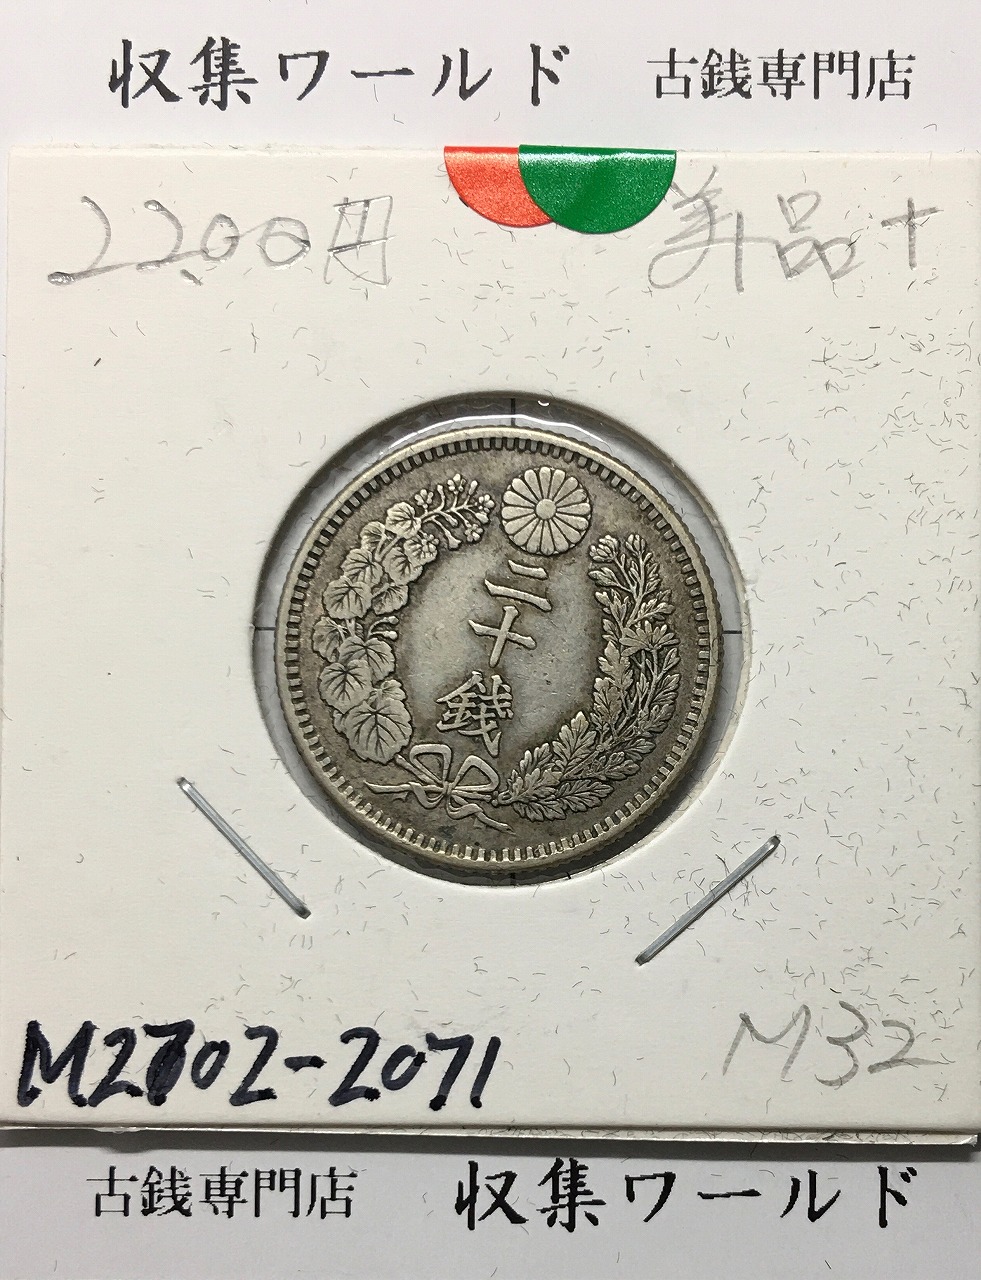 収集ワールド 古銭専門店
2200円 美品+
二十銭
M2702-2071 M32
古銭専門店 収集ワールド